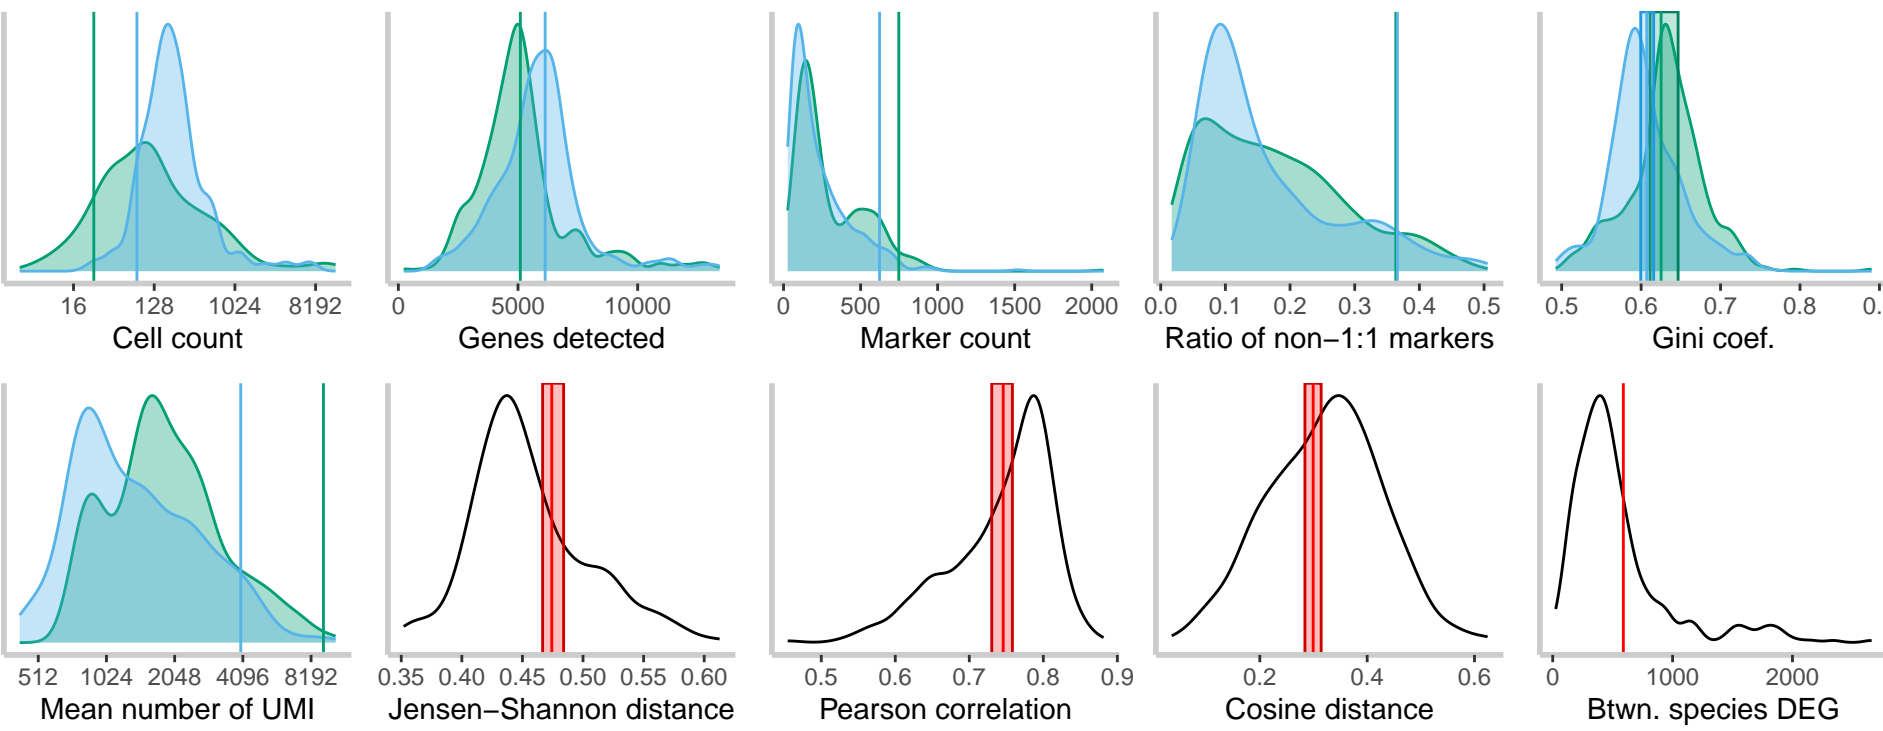 16 128 1024 8192
Cell count
0 5000 10000
Genes detected
0 500 1000 1500 2000
Marker count
0.0 0.1 0.2 0.3 0.4 0.5
Ratio of non−1:1 markers
0.5 0.6 0.7 0.8 0.
Gini coef.
512 1024 2048 4096 8192
Mean number of UMI
0.35 0.40 0.45 0.50 0.55 0.60
Jensen−Shannon distance
0.5 0.6 0.7 0.8 0.9
Pearson correlation
0.2 0.4 0.6
Cosine distance
0 1000 2000
Btwn. species DEG